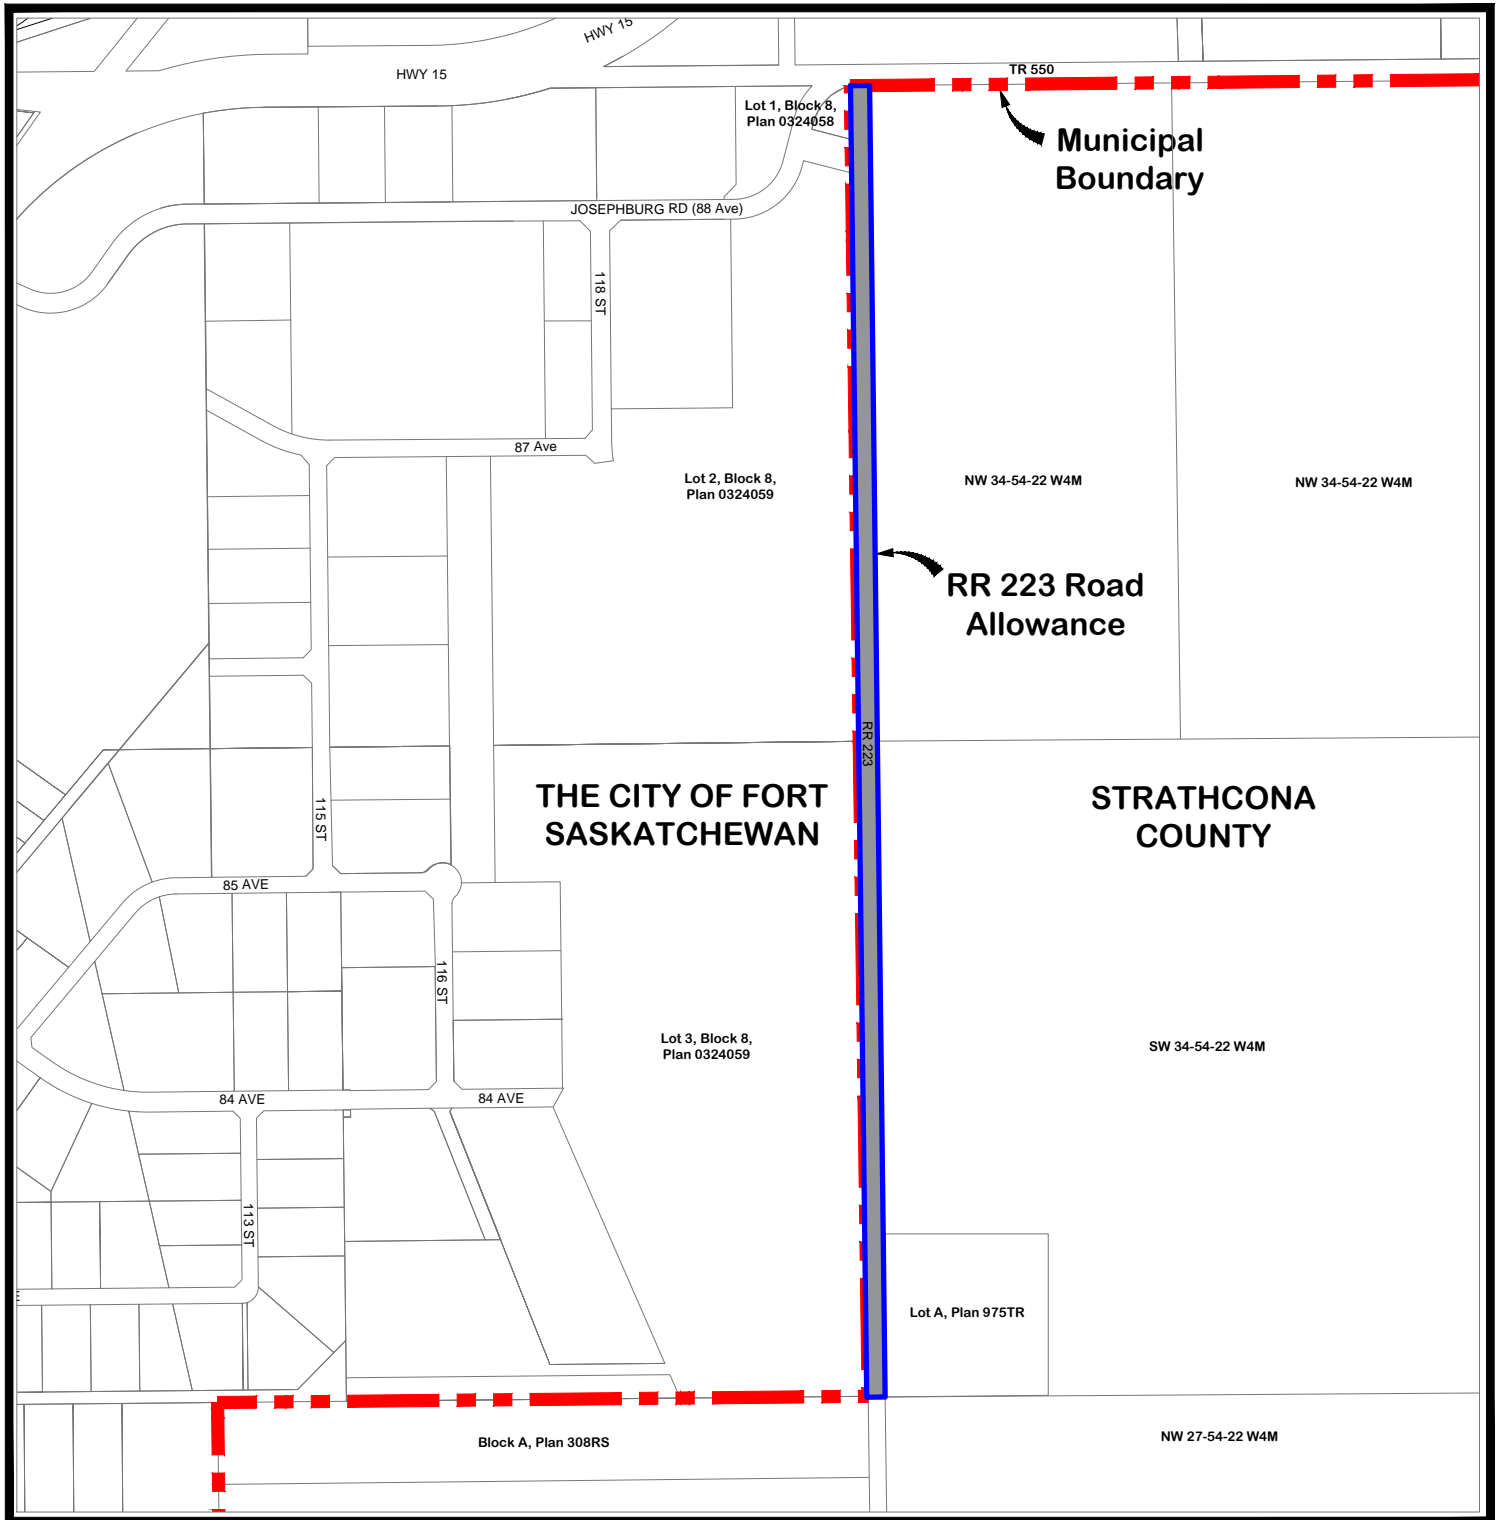 HWY 15
HWY 15
TR 550
Lot 1, Block 8,
Plan 0324058
Municipal
Boundary
JOSEPHBURG RD (88 Ave)
118 ST
87 Ave
Lot 2, Block 8,
Plan 0324059
NW 34-54-22 W4M
NW 34-54-22 W4M
RR 223 Road
Allowance
RR 223
THE CITY OF FORT
SASKATCHEWAN
STRATHCONA
COUNTY
115 ST
85 AVE
116 ST
Lot 3, Block 8,
Plan 0324059
SW 34-54-22 W4M
84 AVE
84 AVE
113 ST
E
Lot A, Plan 975TR
Block A, Plan 308RS
NW 27-54-22 W4M